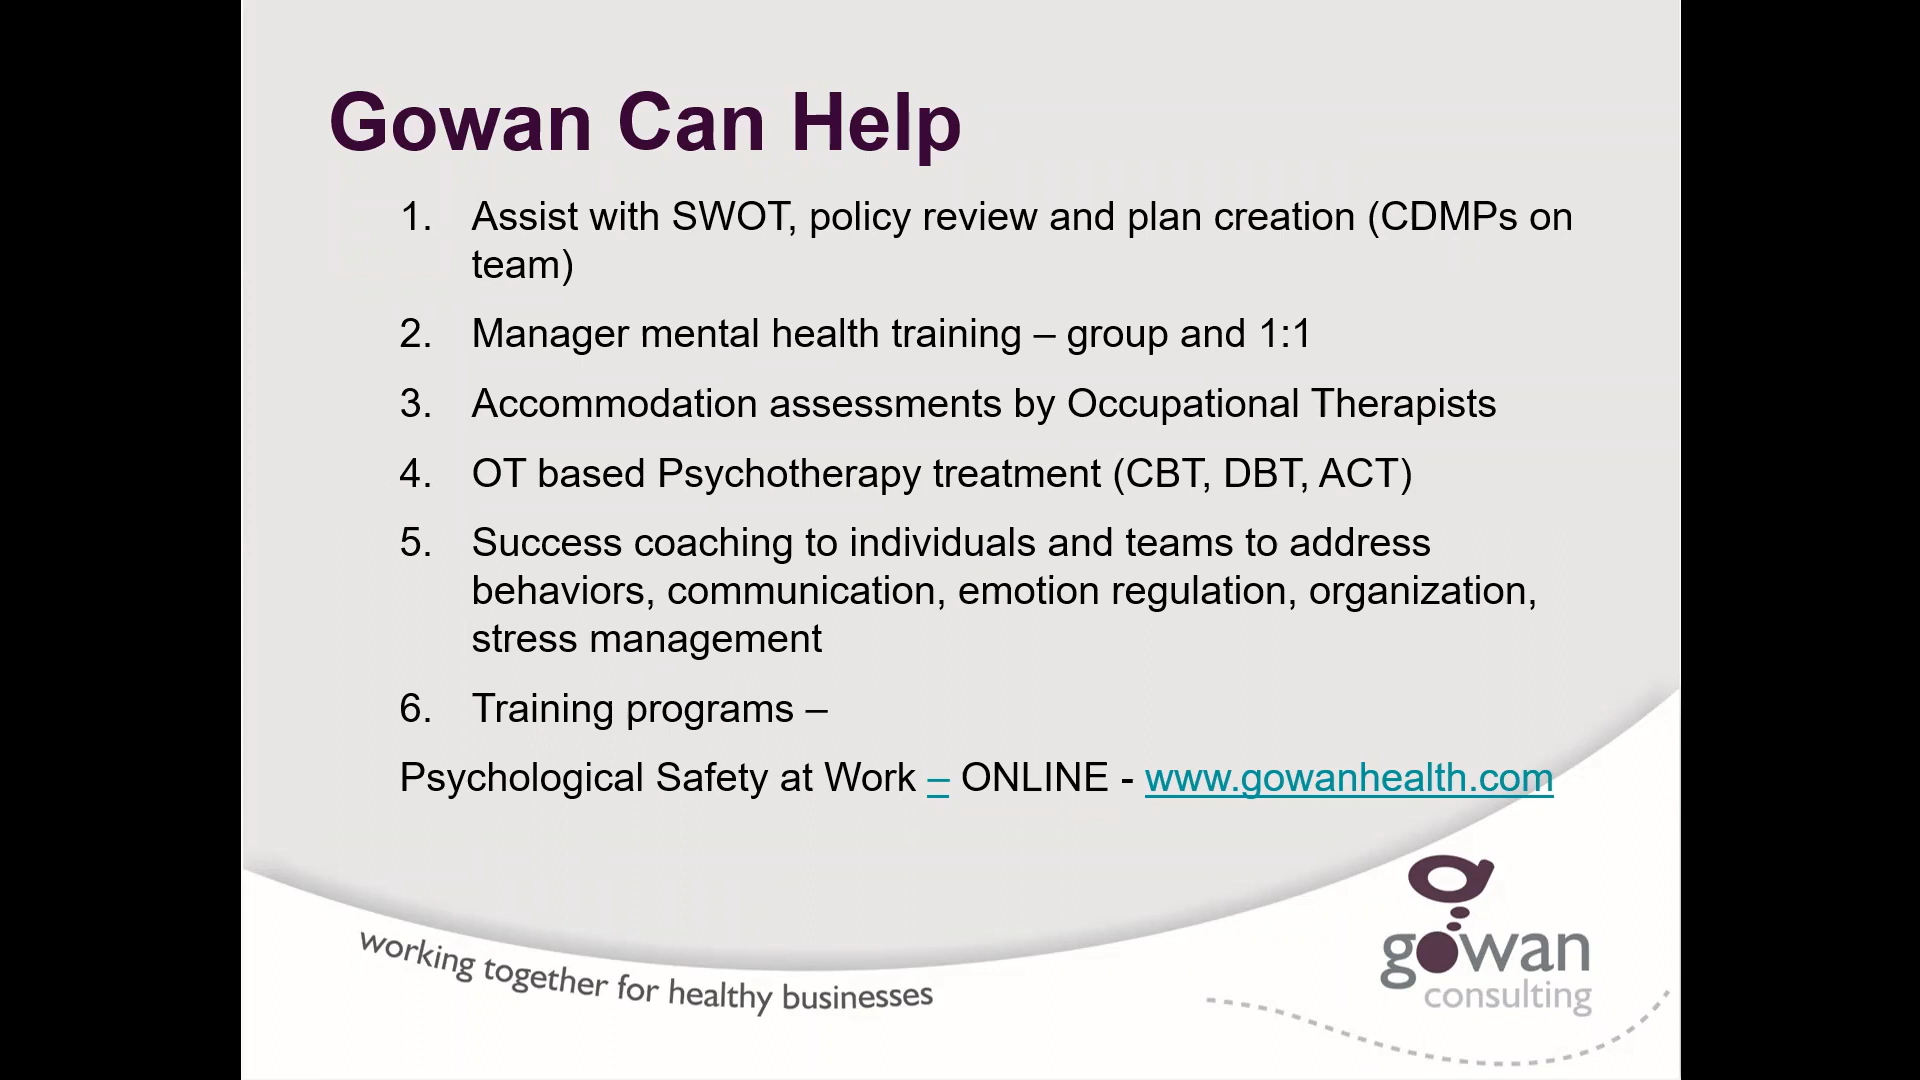 Gowan Can Help
1. Assist with SWOT, policy review and plan creation (CDMPs on
team)
2. Manager mental health training – group and 1:1
3. Accommodation assessments by Occupational Therapists
4. OT based Psychotherapy treatment (CBT, DBT, ACT)
5. Success coaching to individuals and teams to address
behaviors, communication, emotion regulation, organization,
stress management
6. Training programs –
Psychological Safety at Work – ONLINE - www.gowanhealth.com
working together for healthy businesses
gowan
consulting